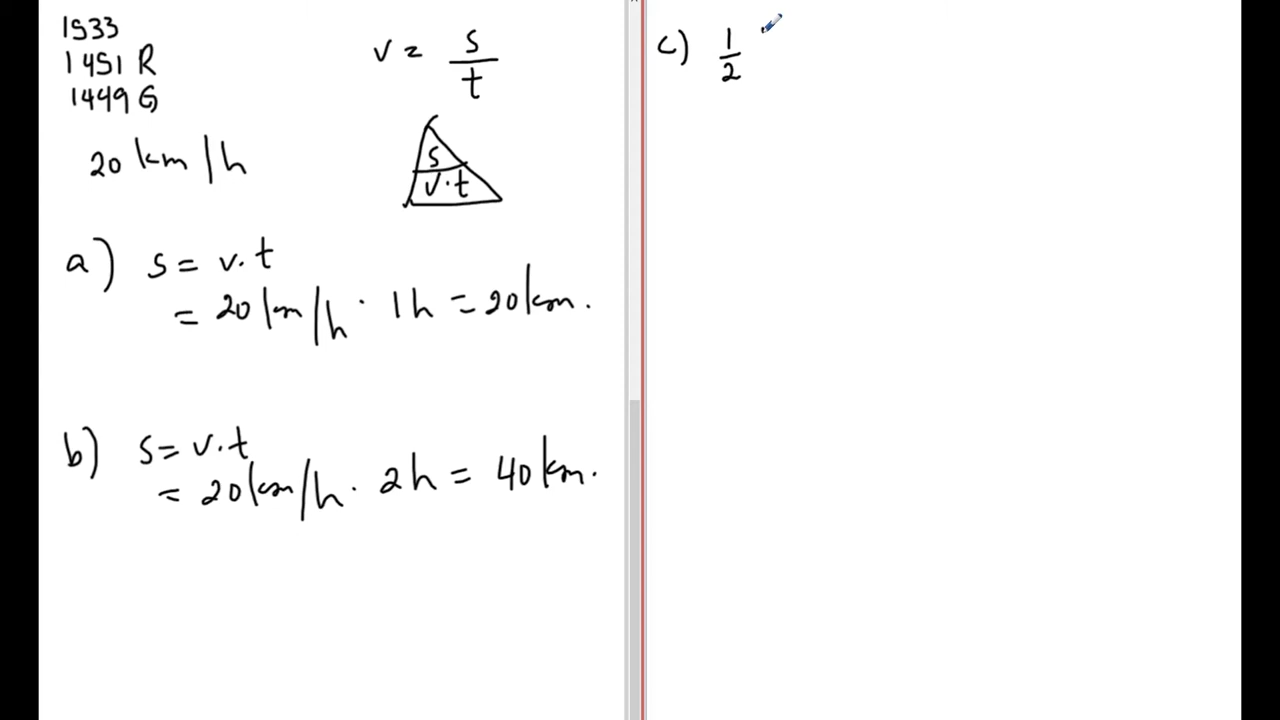 1533
1451 R
1449 G
20 km/h
v = s/t
s
v·t
a) s = v·t
= 20 km/h · 1h = 20 km.
b) s = v·t
= 20 km/h · 2h = 40 km.
c) 1/2